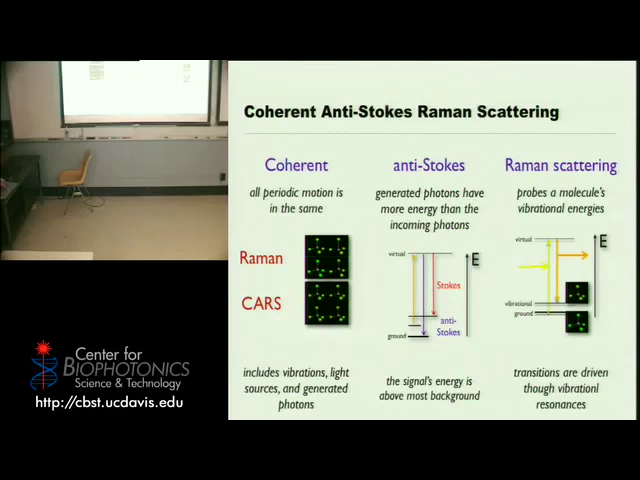 Coherent Anti-Stokes Raman Scattering
Coherent
all periodic motion is
in the same
Raman
CARS
includes vibrations, light
sources, and generated
photons
anti-Stokes
generated photons have
more energy than the
incoming photons
virtual
E
Stokes
anti-
Stokes
ground
the signal's energy is
above most background
Raman scattering
probes a molecule's
vibrational energies
virtual
E
vibrational
ground
transitions are driven
though vibrationl
resonances
Center for
BIOPHOTONICS
Science & Technology
http://cbst.ucdavis.edu